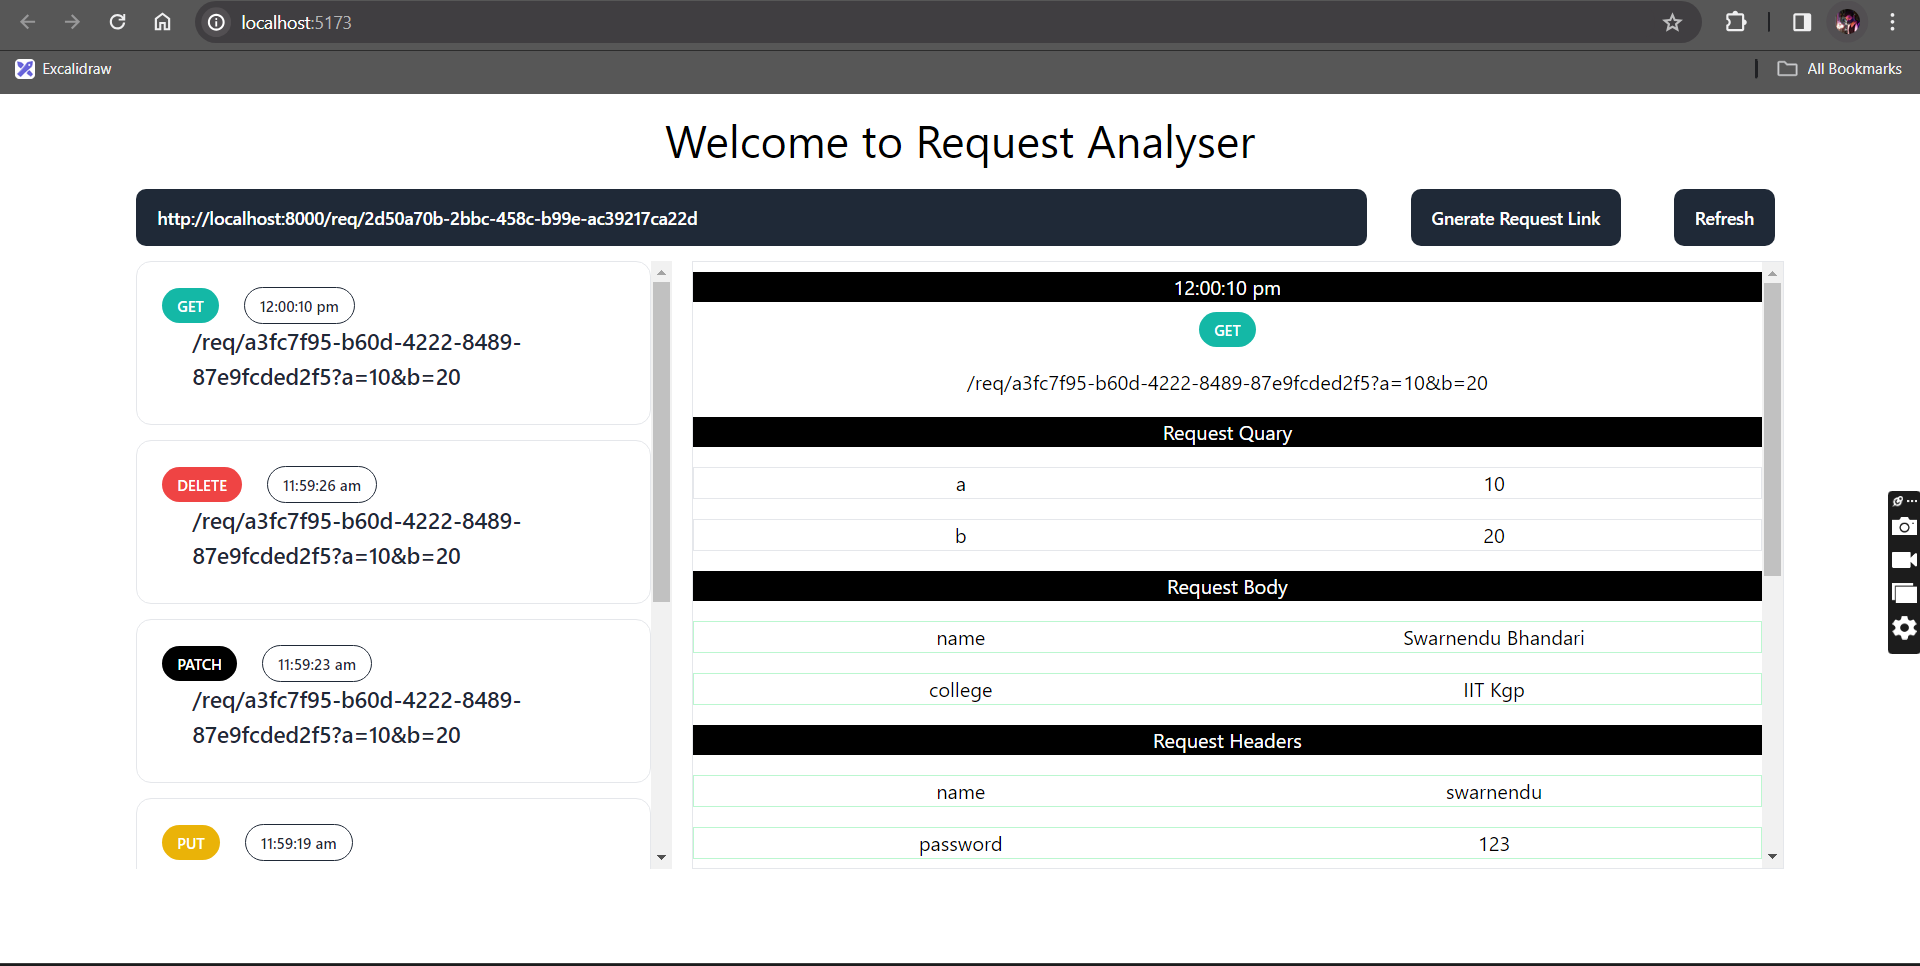 localhost:5173
Excalidraw
All Bookmarks
Welcome to Request Analyser
http://localhost:8000/req/2d50a70b-2bbc-458c-b99e-ac39217ca22d
Gnerate Request Link
Refresh
GET
12:00:10 pm
/req/a3fc7f95-b60d-4222-8489-
87e9fcded2f5?a=10&b=20
DELETE
11:59:26 am
/req/a3fc7f95-b60d-4222-8489-
87e9fcded2f5?a=10&b=20
PATCH
11:59:23 am
/req/a3fc7f95-b60d-4222-8489-
87e9fcded2f5?a=10&b=20
PUT
11:59:19 am
12:00:10 pm
GET
/req/a3fc7f95-b60d-4222-8489-87e9fcded2f5?a=10&b=20
Request Quary
a 10
b 20
Request Body
name Swarnendu Bhandari
college IIT Kgp
Request Headers
name swarnendu
password 123